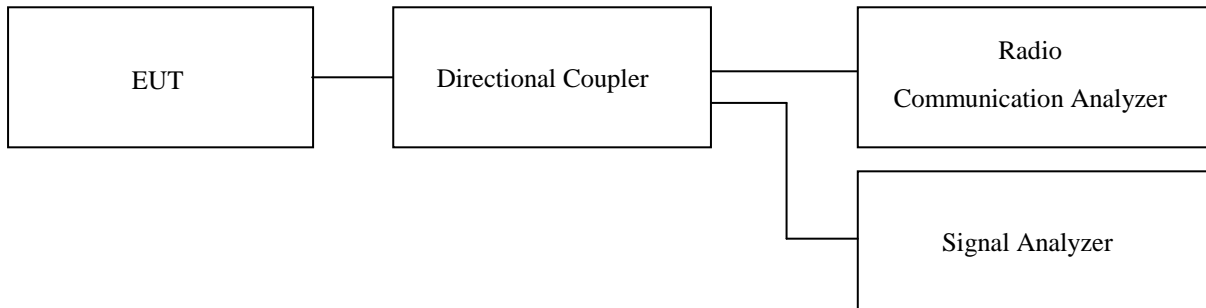 EUT
Directional Coupler
Radio
Communication Analyzer
Signal Analyzer